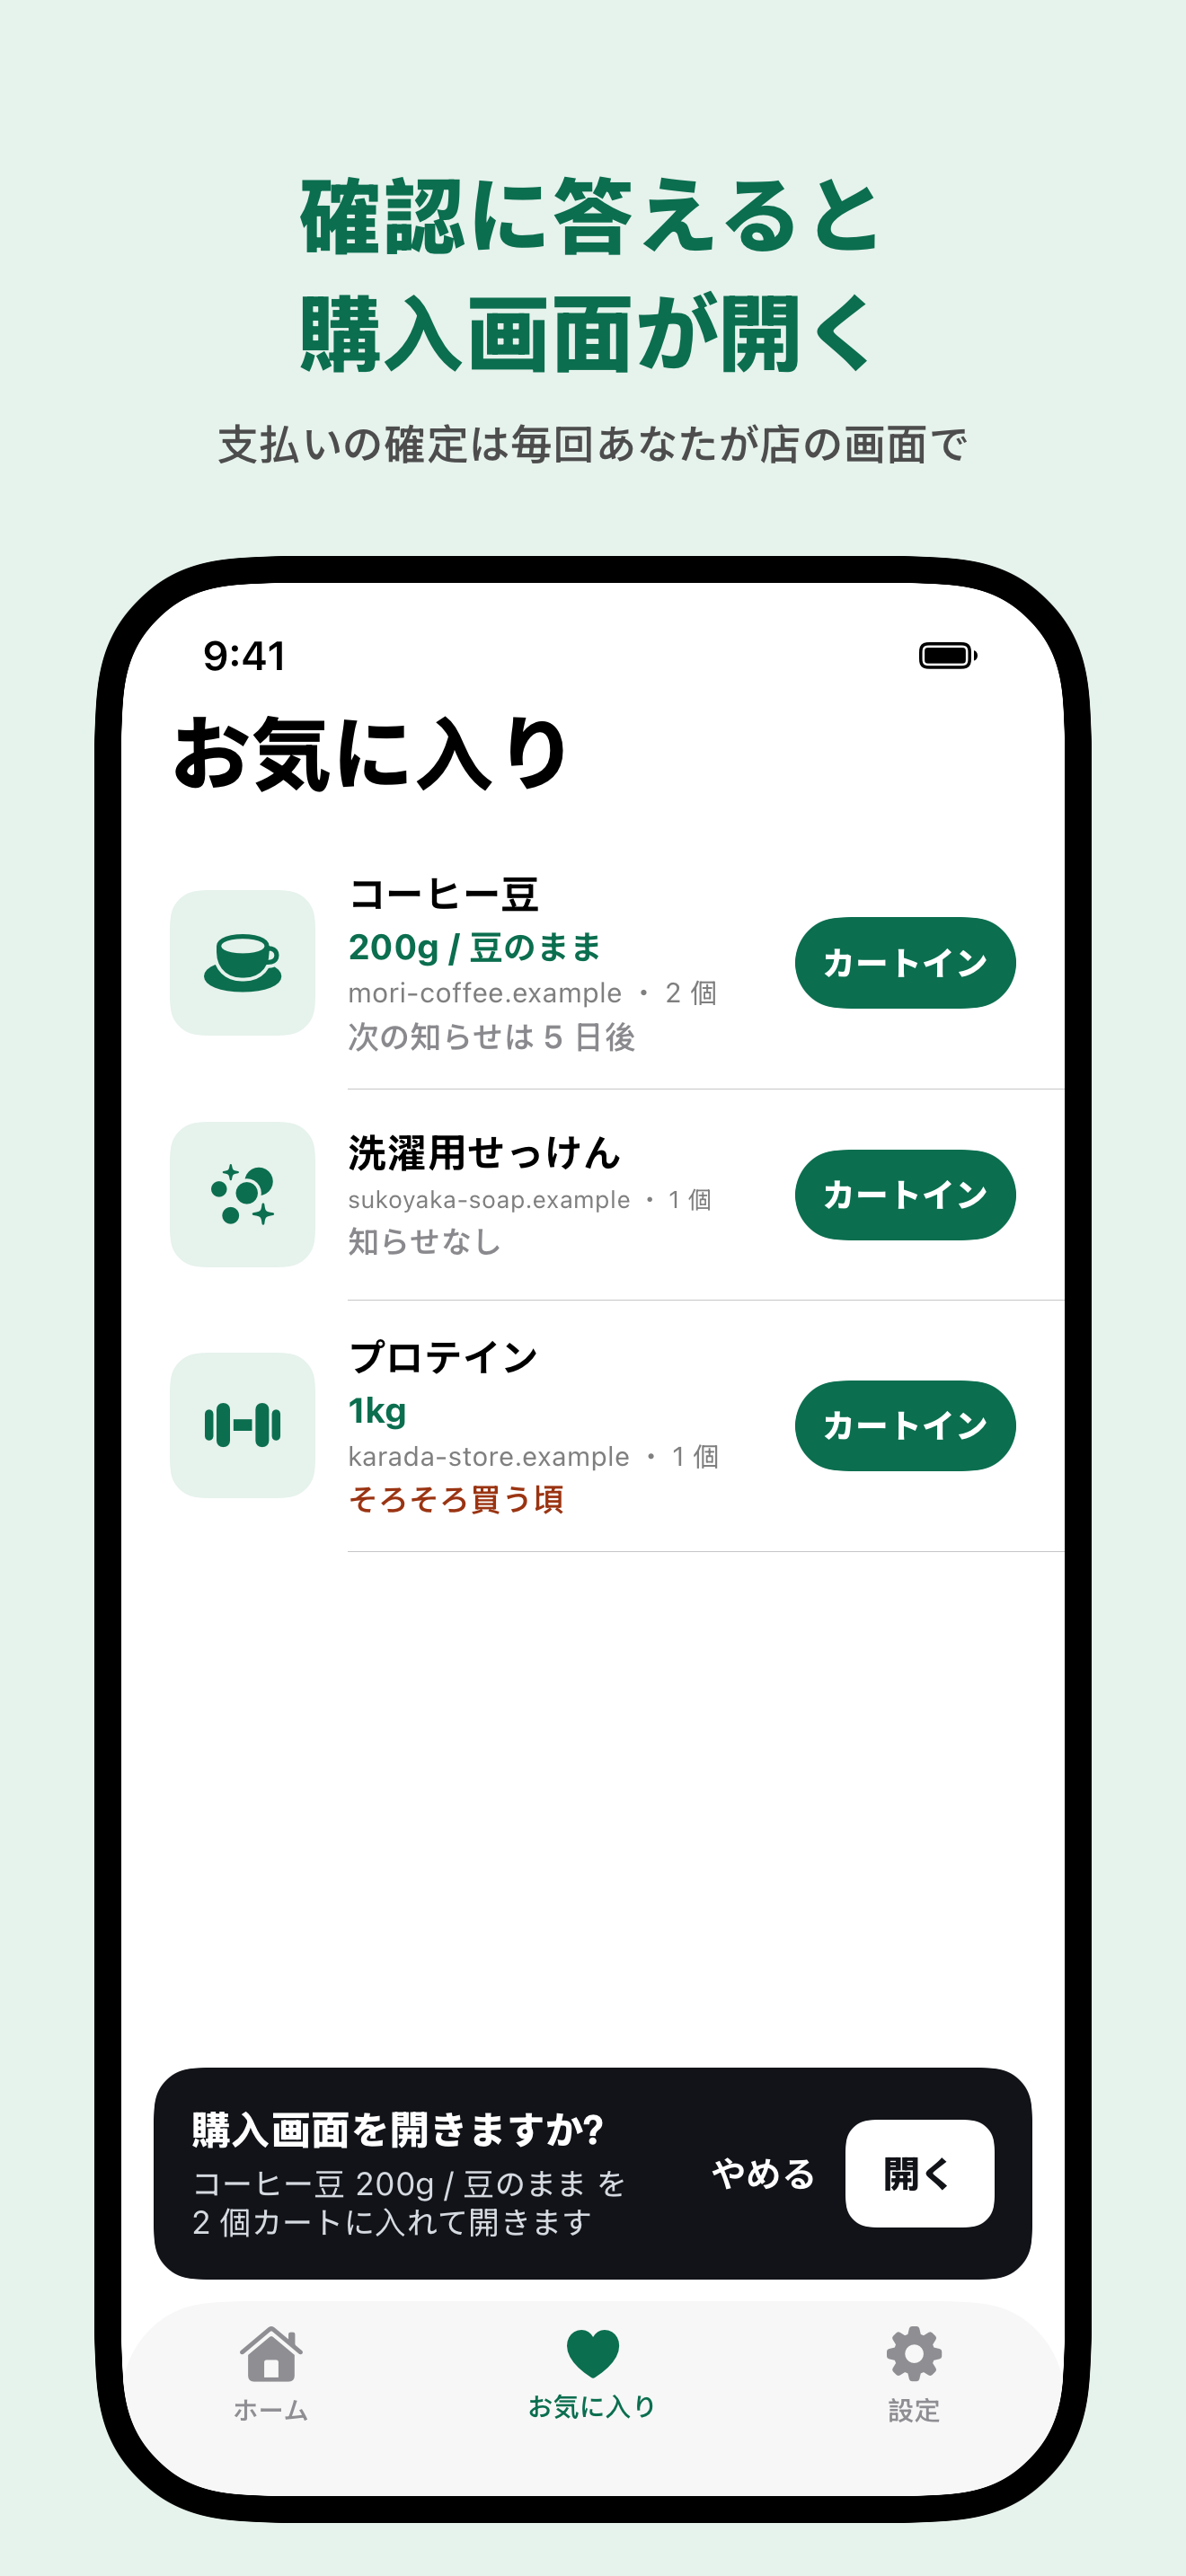 確認に答えると
購入画面が開く
支払いの確定は毎回あなたが店の画面で
9:41
お気に入り
コーヒー豆
200g / 豆のまま
mori-coffee.example ・ 2 個
次の知らせは 5 日後
カートイン
洗濯用せっけん
sukoyaka-soap.example ・ 1 個
知らせなし
カートイン
プロテイン
1kg
karada-store.example ・ 1 個
そろそろ買う頃
カートイン
購入画面を開きますか?
コーヒー豆 200g / 豆のまま を
2 個カートに入れて開きます
やめる
開く
ホーム
お気に入り
設定